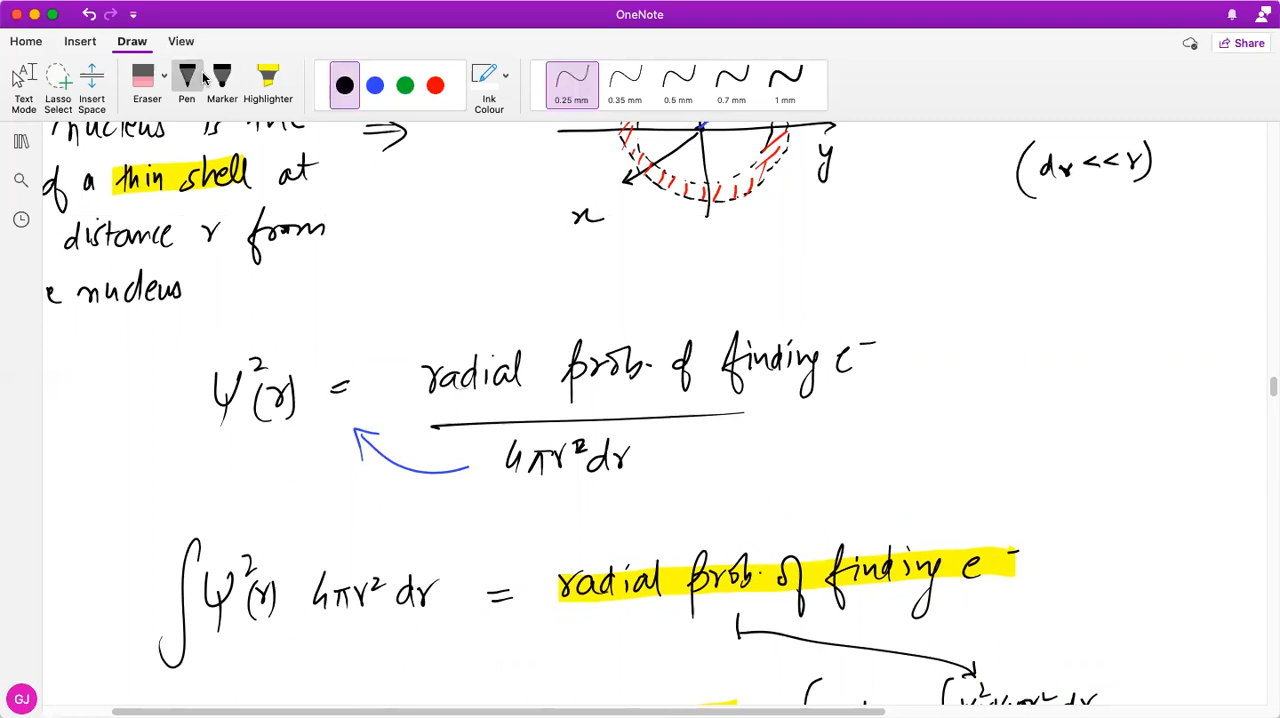 OneNote
Home Insert Draw View
Share
Text Mode
Lasso Select
Insert Space
Eraser
Pen
Marker
Highlighter
Ink Colour
0.25 mm
0.35 mm
0.5 mm
0.7 mm
1 mm
nucleus is the ⇒
of a thin shell at
distance r from
e nucleus
y
x
(dr << r)
ψ²(r) = radial prob. of finding e⁻
4πr²dr
∫ψ²(r) 4πr² dr = radial prob. of finding e⁻
GJ